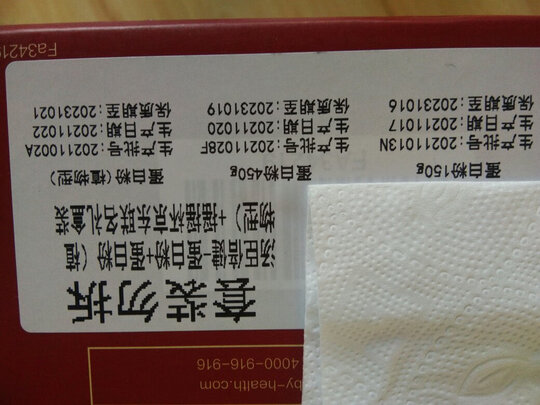 by-health.com
4000-916-916
套装勿拆
汤臣倍健-蛋白粉+蛋白粉（植
物型）+摇摇杯京东联名礼盒装
蛋白粉150g 蛋白粉450g 蛋白粉（植物型）
生产批号:20211013N 生产批号:20211028F 生产批号:20211002A
生产日期:20211017 生产日期:20211020 生产日期:20211022
保质期至:20231016 保质期至:20231019 保质期至:20231021
Fa34219